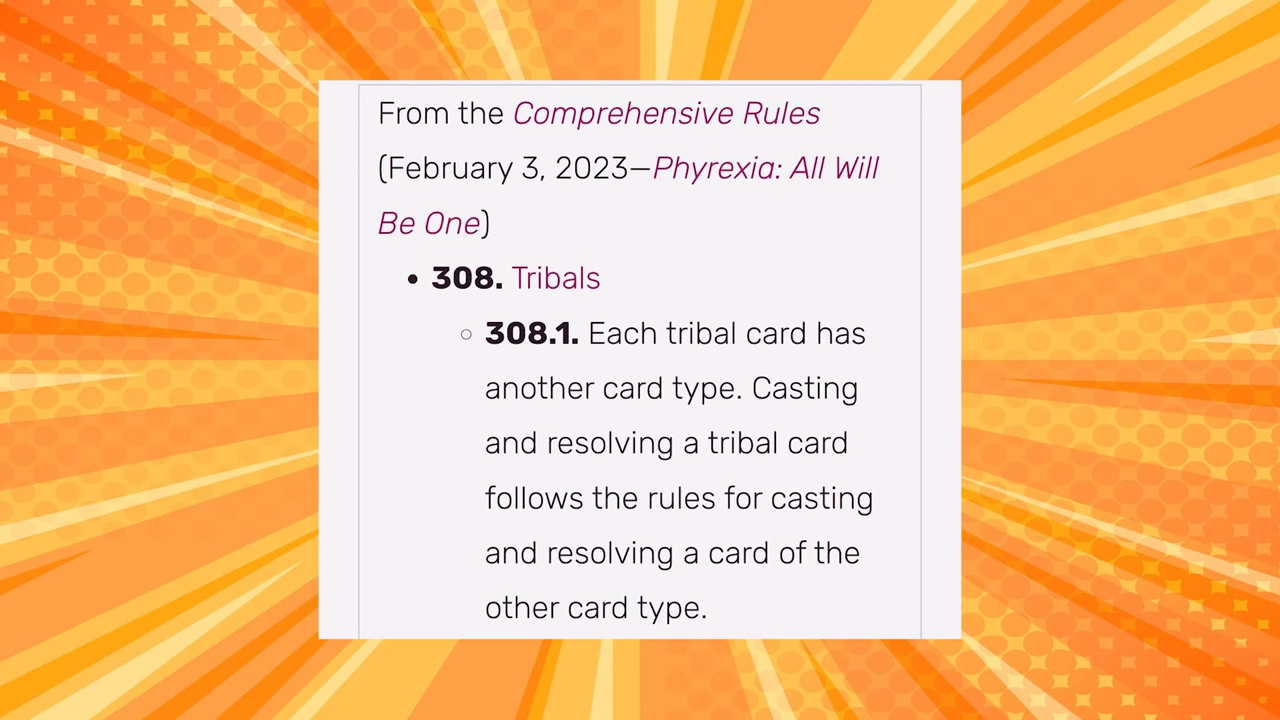 From the Comprehensive Rules
(February 3, 2023—Phyrexia: All Will
Be One)
• 308. Tribals
○ 308.1. Each tribal card has
another card type. Casting
and resolving a tribal card
follows the rules for casting
and resolving a card of the
other card type.